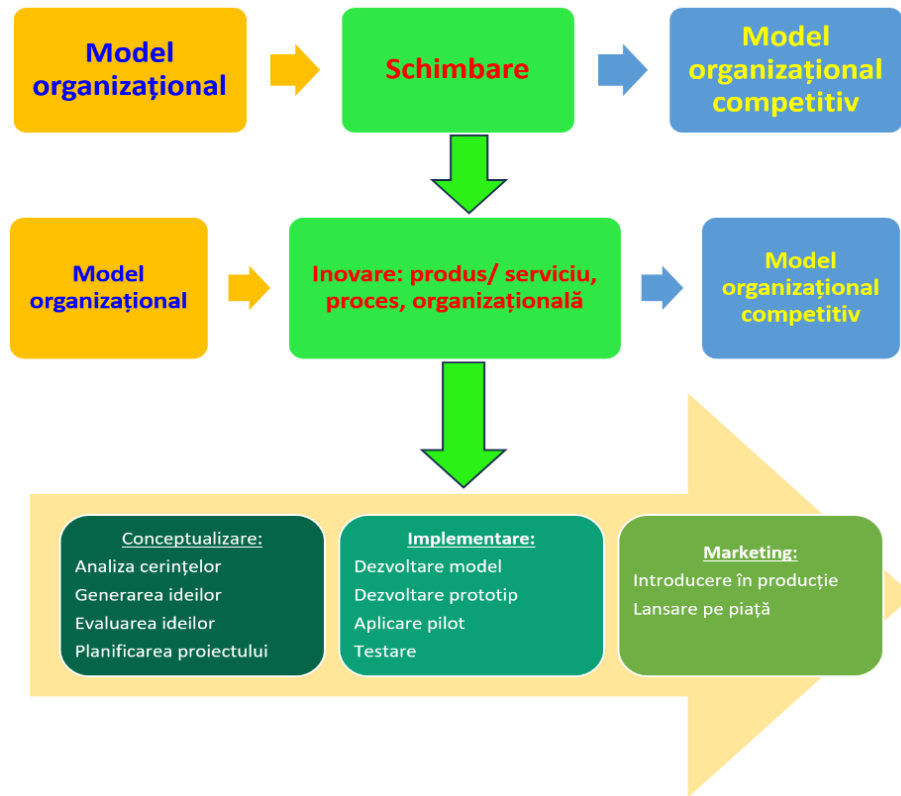 Model
organizațional
Schimbare
Model
organizațional
competitiv
Model
organizațional
Inovare: produs/ serviciu,
proces, organizațională
Model
organizațional
competitiv
Conceptualizare:
Analiza cerințelor
Generarea ideilor
Evaluarea ideilor
Planificarea proiectului
Implementare:
Dezvoltare model
Dezvoltare prototip
Aplicare pilot
Testare
Marketing:
Introducere în producție
Lansare pe piață